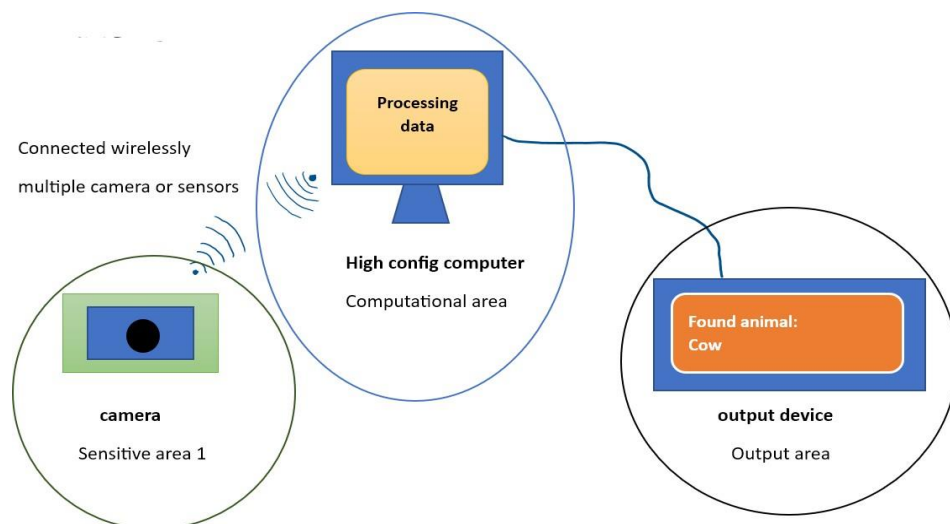 Processing
data
Connected wirelessly
multiple camera or sensors
High config computer
Computational area
Found animal:
Cow
camera
Sensitive area 1
output device
Output area